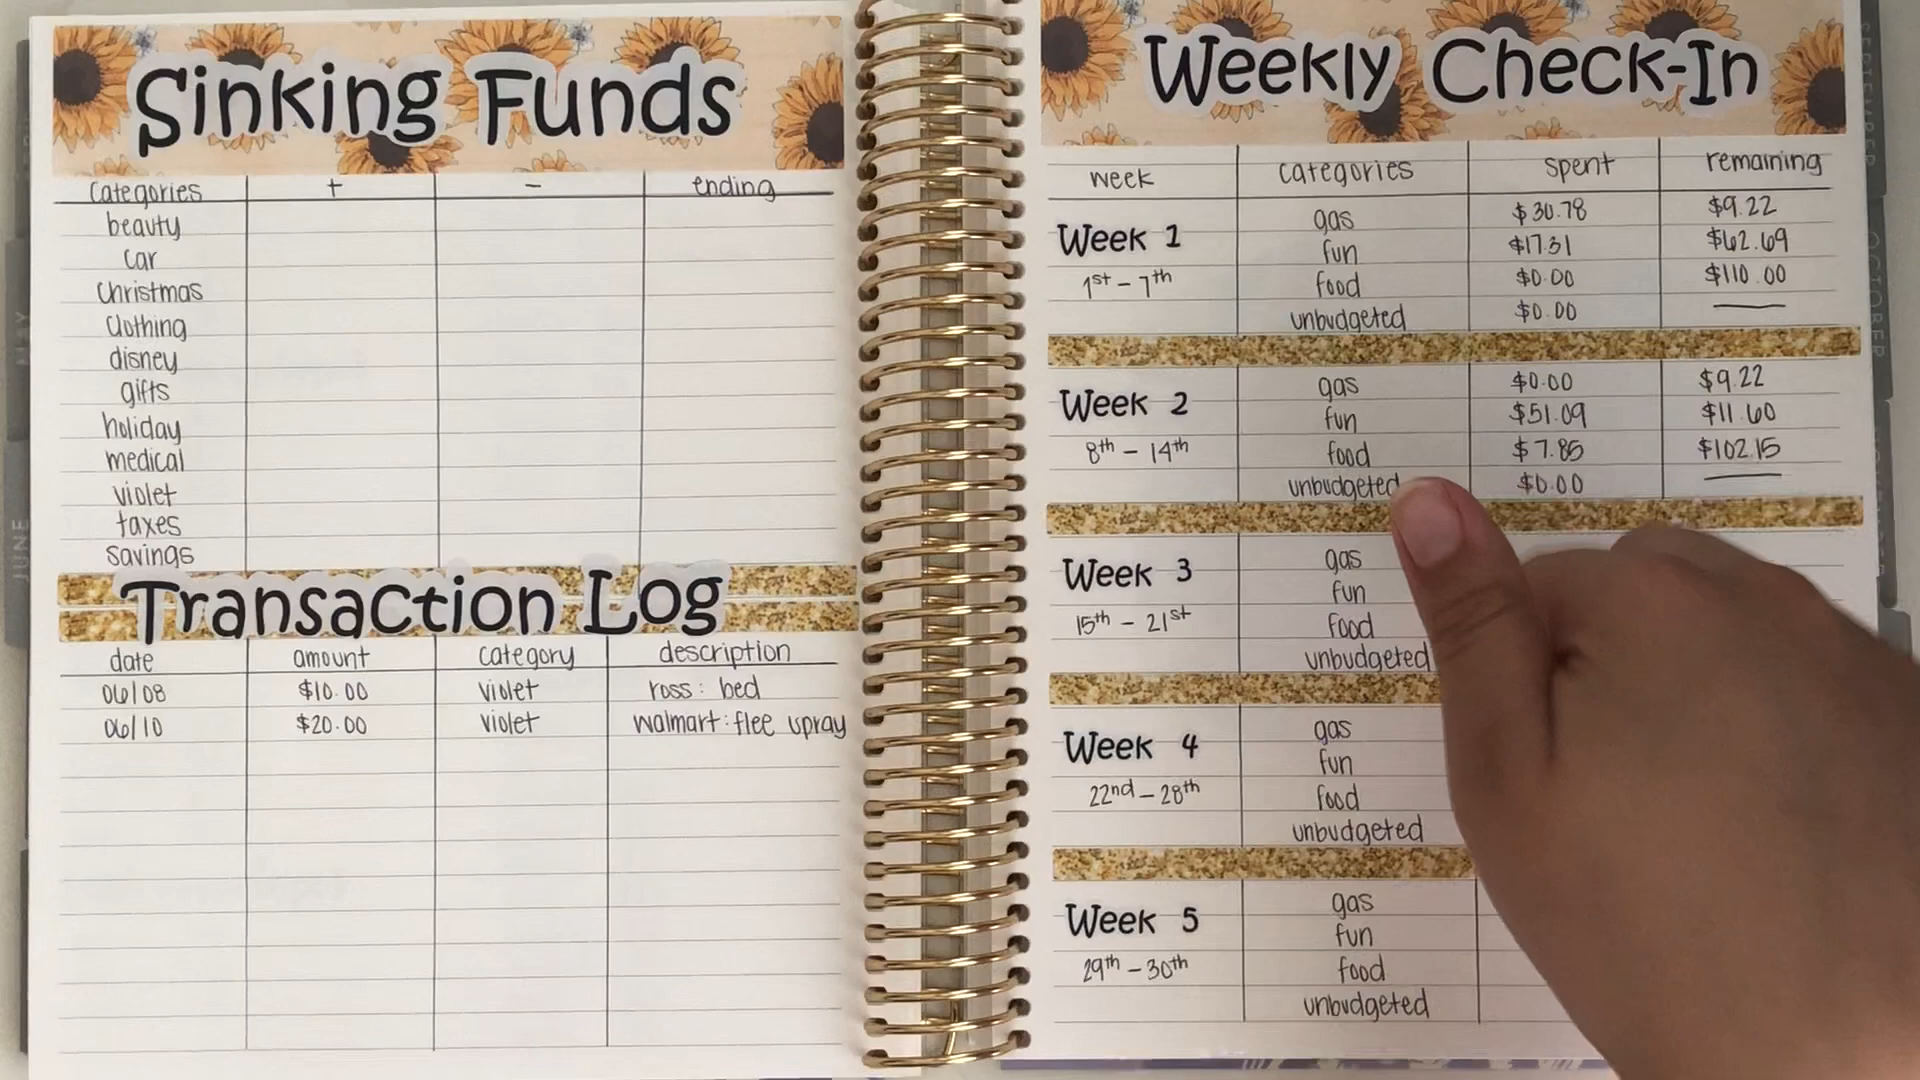 Sinking Funds
categories + - ending
beauty
car
christmas
clothing
disney
gifts
holiday
medical
violet
taxes
savings
Transaction Log
date amount category description
06/08 $10.00 violet ross: bed
06/10 $20.00 violet walmart: flee spray
Weekly Check-In
week categories spent remaining
Week 1 gas $30.78 $9.22
fun $17.31 $62.69
1st - 7th food $0.00 $110.00
unbudgeted $0.00 —
Week 2 gas $0.00 $9.22
fun $51.09 $11.60
8th - 14th food $7.85 $102.15
unbudgeted $0.00 —
Week 3 gas
fun
15th - 21st food
unbudgeted
Week 4 gas
fun
22nd - 28th food
unbudgeted
Week 5 gas
fun
29th - 30th food
unbudgeted
MAY
JUNE
SEPTEMBER
OCTOBER